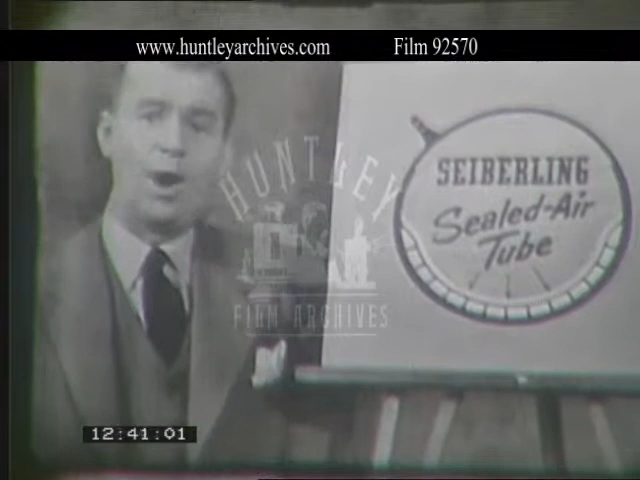 www.huntleyarchives.com Film 92570
HUNTLEY
FILM ARCHIVES
SEIBERLING
Sealed-Air
Tube
12:41:01